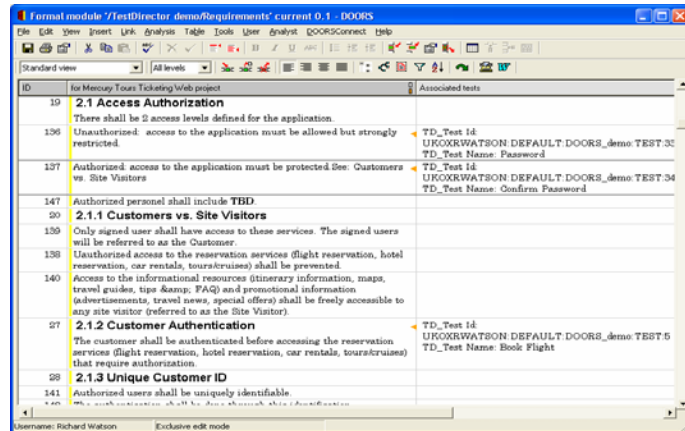 Formal module '/TestDirector demo/Requirements' current 0.1 - DOORS
File Edit View Insert Link Analysis Table Tools User Analyst DOORSConnect Help
Standard view All levels
ID for Mercury Tours Ticketing Web project Associated tests
19 2.1 Access Authorization
There shall be 2 access levels defined for the application.
136 Unauthorized: access to the application must be allowed but strongly
restricted.
TD_Test Id:
UKOXRWATSON:DEFAULT:DOORS_demo:TEST:33
TD_Test Name: Password
137 Authorized: access to the application must be protected.See: Customers
vs. Site Visitors
TD_Test Id:
UKOXRWATSON:DEFAULT:DOORS_demo:TEST:34
TD_Test Name: Confirm Password
147 Authorized personel shall include TBD.
20 2.1.1 Customers vs. Site Visitors
139 Only signed user shall have access to these services. The signed users
will be referred to as the Customer.
138 Uauthorized access to the reservation services (flight reservation, hotel
reservation, car rentals, tours/cruises) shall be prevented.
140 Access to the informational resources (itinerary information, maps,
travel guides, tips &amp; FAQ) and promotional information
(advertisements, travel news, special offers) shall be freely accessible to
any site visitor (referred to as the Site Visitor).
27 2.1.2 Customer Authentication
The customer shall be authenticated before accessing the reservation
services (flight reservation, hotel reservation, car rentals, tours/cruises)
that require authorization.
TD_Test Id:
UKOXRWATSON:DEFAULT:DOORS_demo:TEST:5
TD_Test Name: Book Flight
28 2.1.3 Unique Customer ID
141 Authorized users shall be uniquely identifiable.
Username: Richard Watson Exclusive edit mode